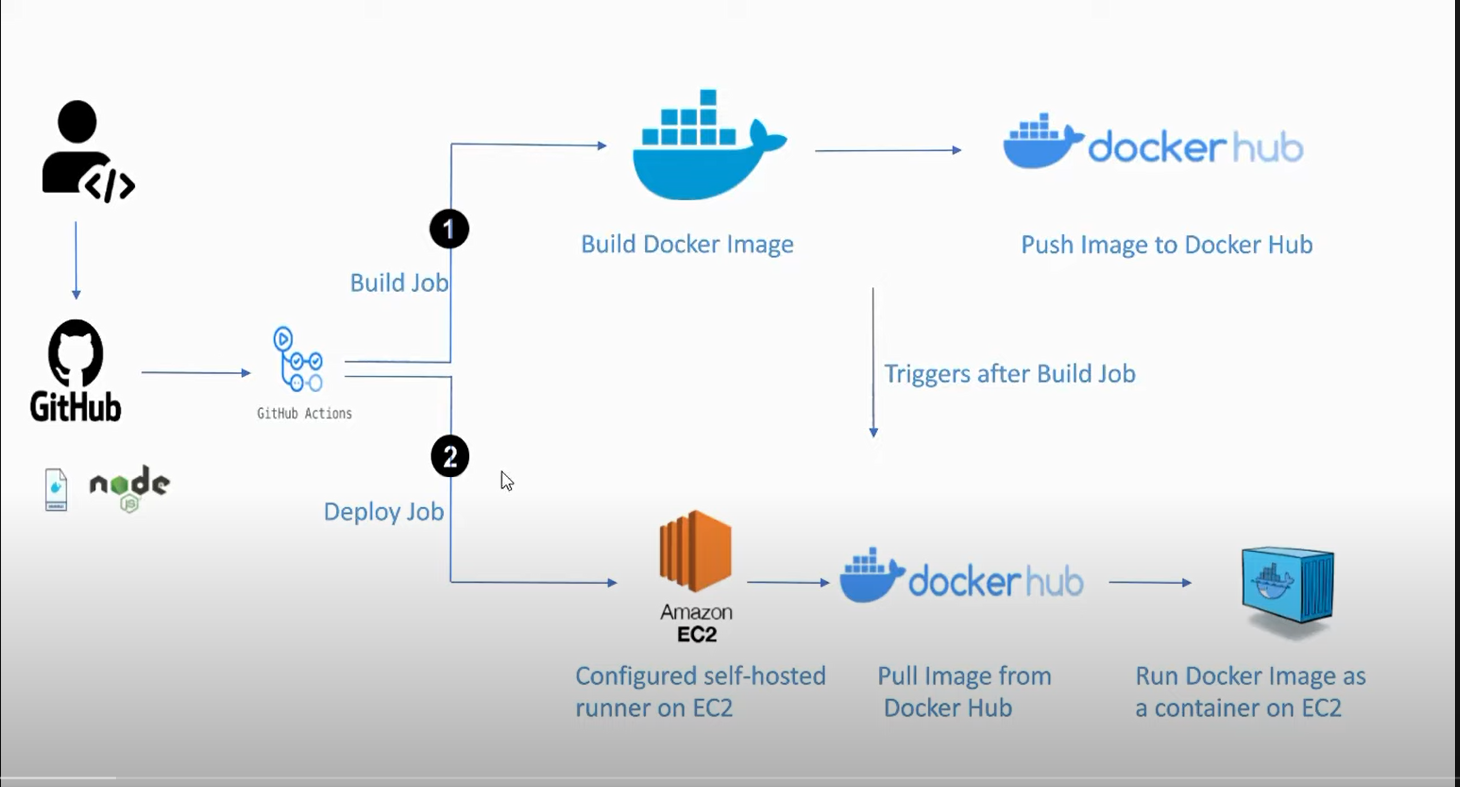 </>
docker hub
1
Build Docker Image
Push Image to Docker Hub
Build Job
GitHub
GitHub Actions
Triggers after Build Job
2
node
JS
Deploy Job
Amazon
EC2
docker hub
Configured self-hosted
runner on EC2
Pull Image from
Docker Hub
Run Docker Image as
a container on EC2